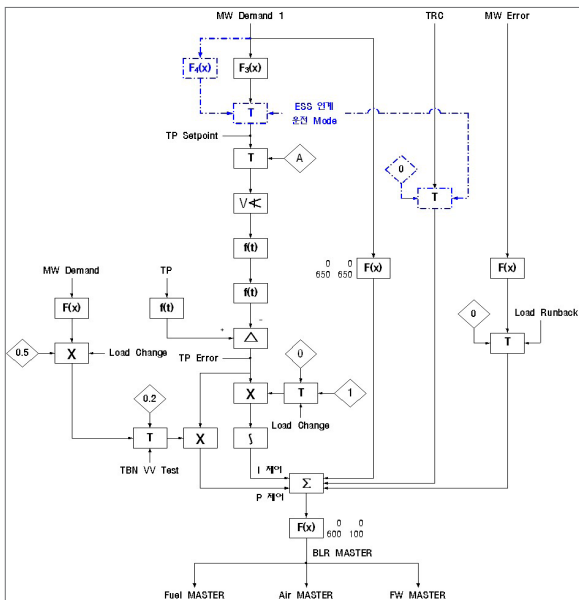 MW Demand 1
TRC
MW Error
F₄(x)
F₃(x)
ESS 연계
운전 Mode
T
TP Setpoint
T
A
0
T
V∢
f(t)
MW Demand
TP
0 0
650 650
F(x)
F(x)
F(x)
f(t)
f(t)
Load Runback
0
T
+
−
△
0.5
X
Load Change
TP Error
0
X
T
1
0.2
Load Change
T
X
∫
TBN VV Test
I 제어
Σ
P 제어
F(x)
0 0
600 100
BLR MASTER
Fuel MASTER
Air MASTER
FW MASTER